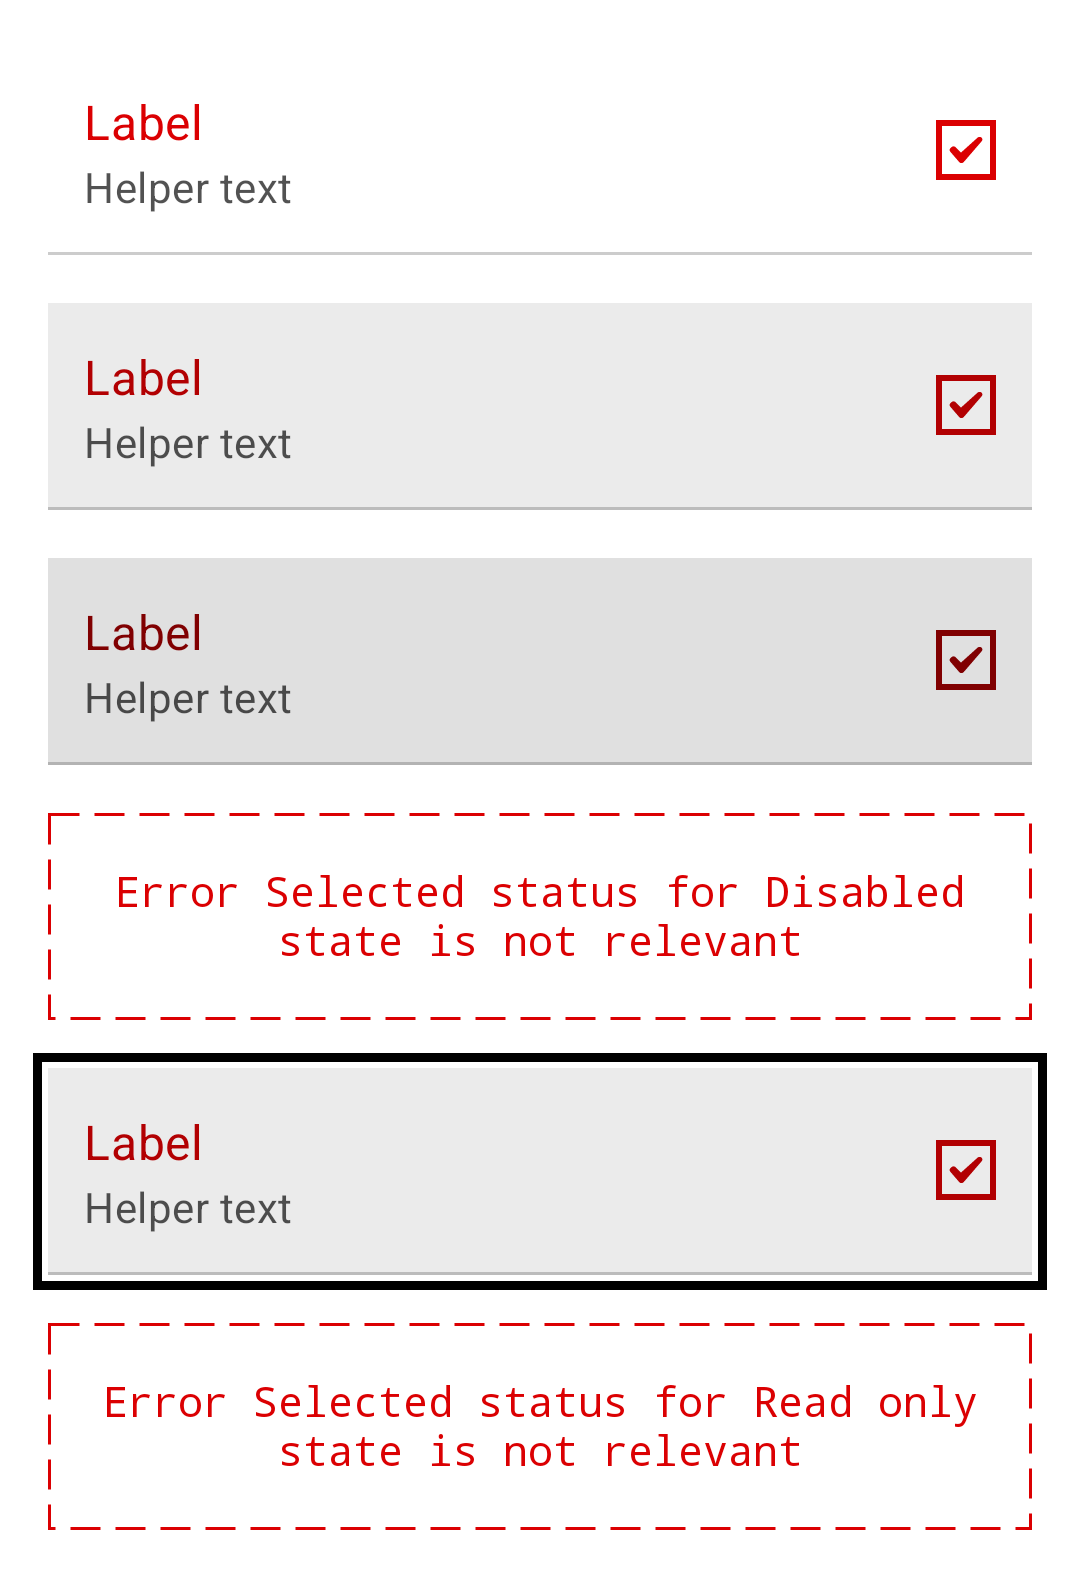 Label
Helper text
Label
Helper text
Label
Helper text
Error Selected status for Disabled
state is not relevant
Label
Helper text
Error Selected status for Read only
state is not relevant